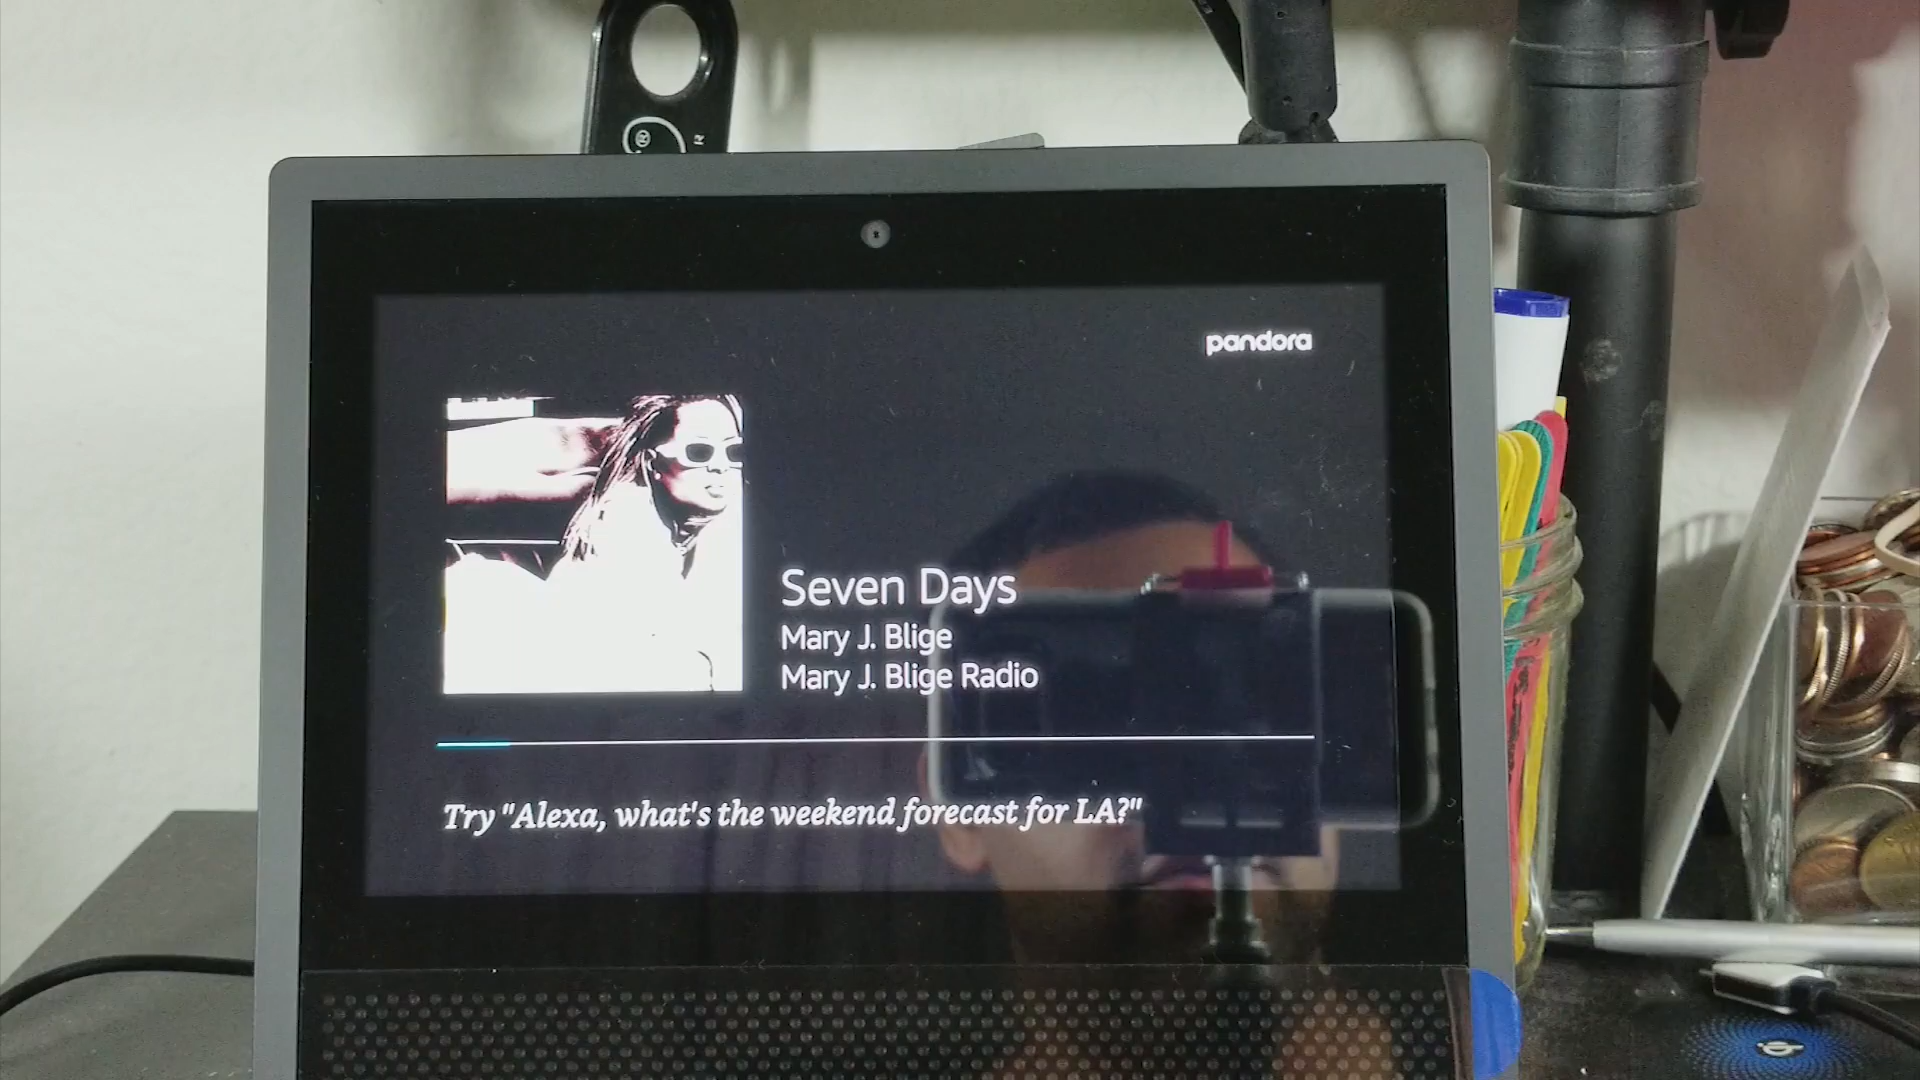 pandora
Seven Days
Mary J. Blige
Mary J. Blige Radio
Try "Alexa, what's the weekend forecast for LA?"